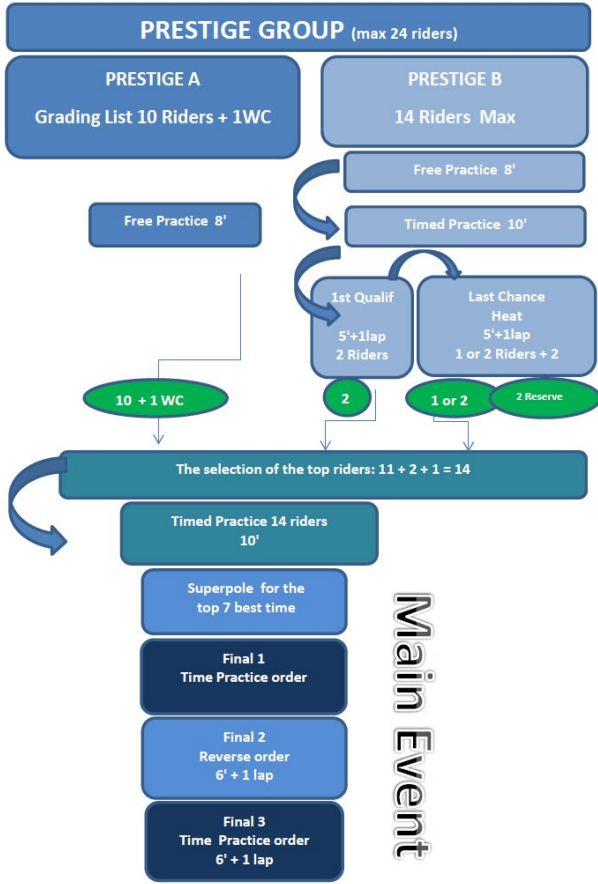 PRESTIGE GROUP (max 24 riders)
PRESTIGE A
Grading List 10 Riders + 1WC
PRESTIGE B
14 Riders Max
Free Practice 8'
Free Practice 8'
Timed Practice 10'
1st Qualif
5'+1lap
2 Riders
Last Chance
Heat
5'+1lap
1 or 2 Riders + 2
10 + 1 WC
2
1 or 2
2 Reserve
The selection of the top riders: 11 + 2 + 1 = 14
Timed Practice 14 riders
10'
Superpole for the
top 7 best time
Final 1
Time Practice order
Final 2
Reverse order
6' + 1 lap
Final 3
Time Practice order
6' + 1 lap
Main Event